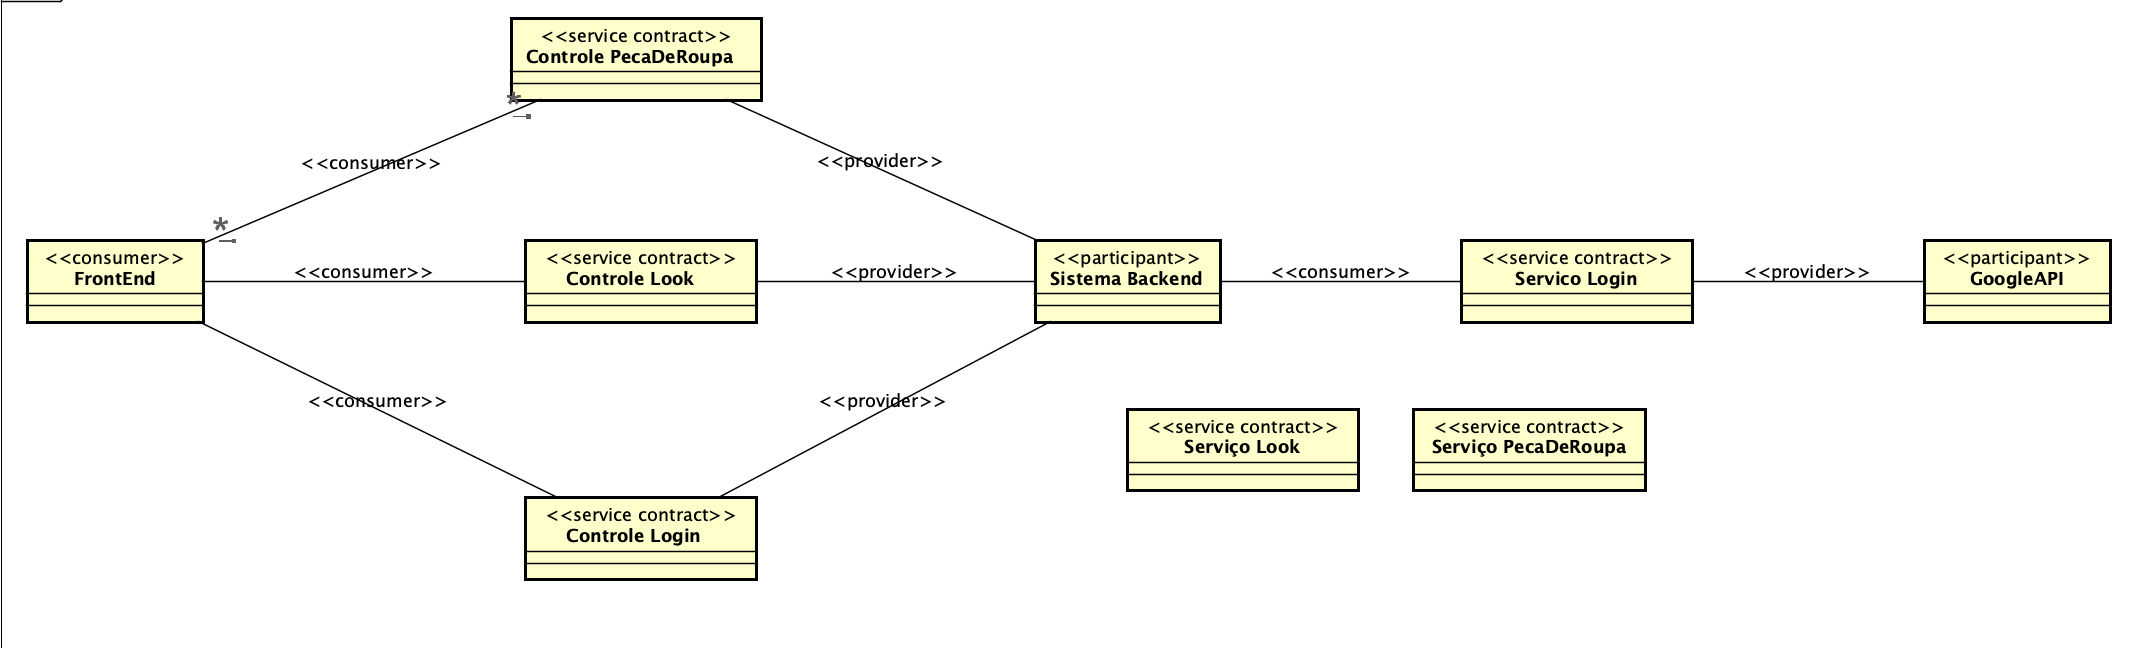 <<service contract>>
Controle PecaDeRoupa
*
<<consumer>>
<<provider>>
*
<<consumer>>
FrontEnd
<<consumer>>
<<service contract>>
Controle Look
<<provider>>
<<participant>>
Sistema Backend
<<consumer>>
<<service contract>>
Servico Login
<<provider>>
<<participant>>
GoogleAPI
<<consumer>>
<<provider>>
<<service contract>>
Serviço Look
<<service contract>>
Serviço PecaDeRoupa
<<service contract>>
Controle Login